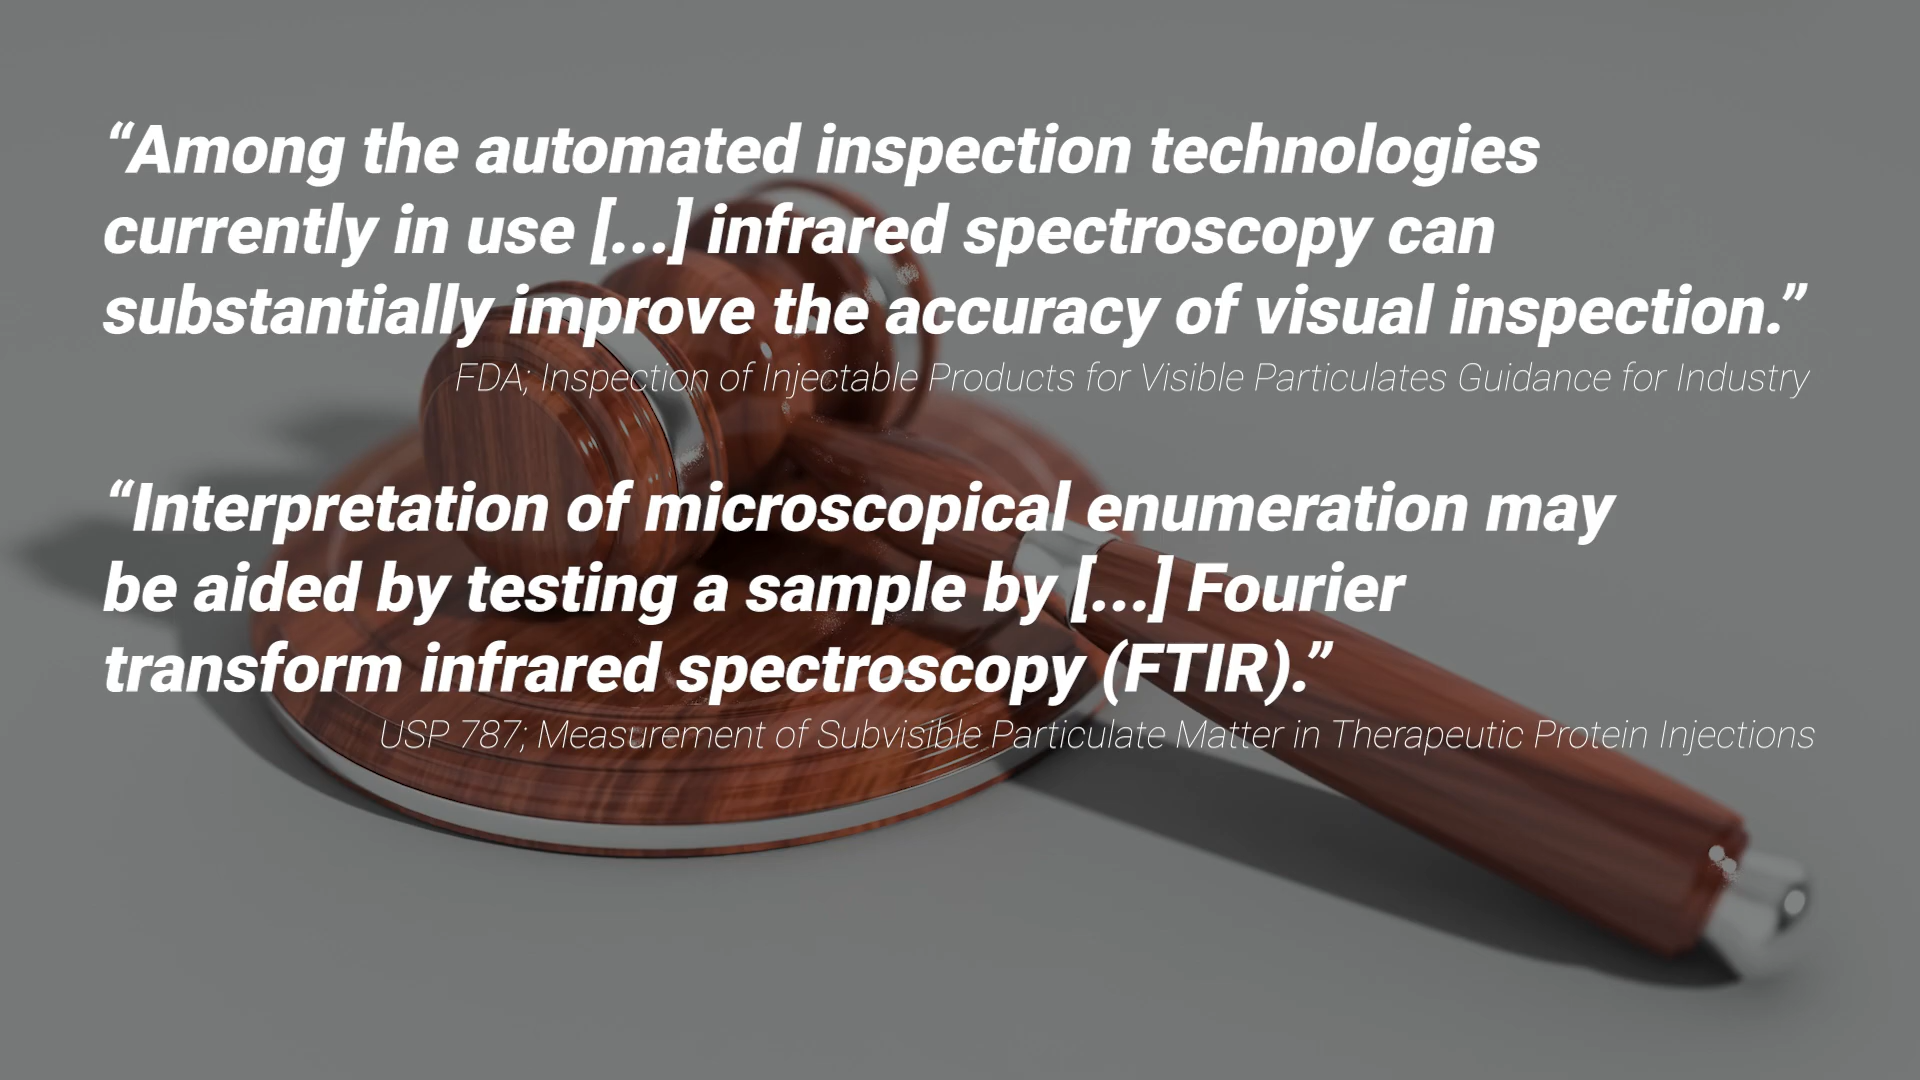 “Among the automated inspection technologies
currently in use [...] infrared spectroscopy can
substantially improve the accuracy of visual inspection.”
FDA; Inspection of Injectable Products for Visible Particulates Guidance for Industry
“Interpretation of microscopical enumeration may
be aided by testing a sample by [...] Fourier
transform infrared spectroscopy (FTIR).”
USP 787; Measurement of Subvisible Particulate Matter in Therapeutic Protein Injections